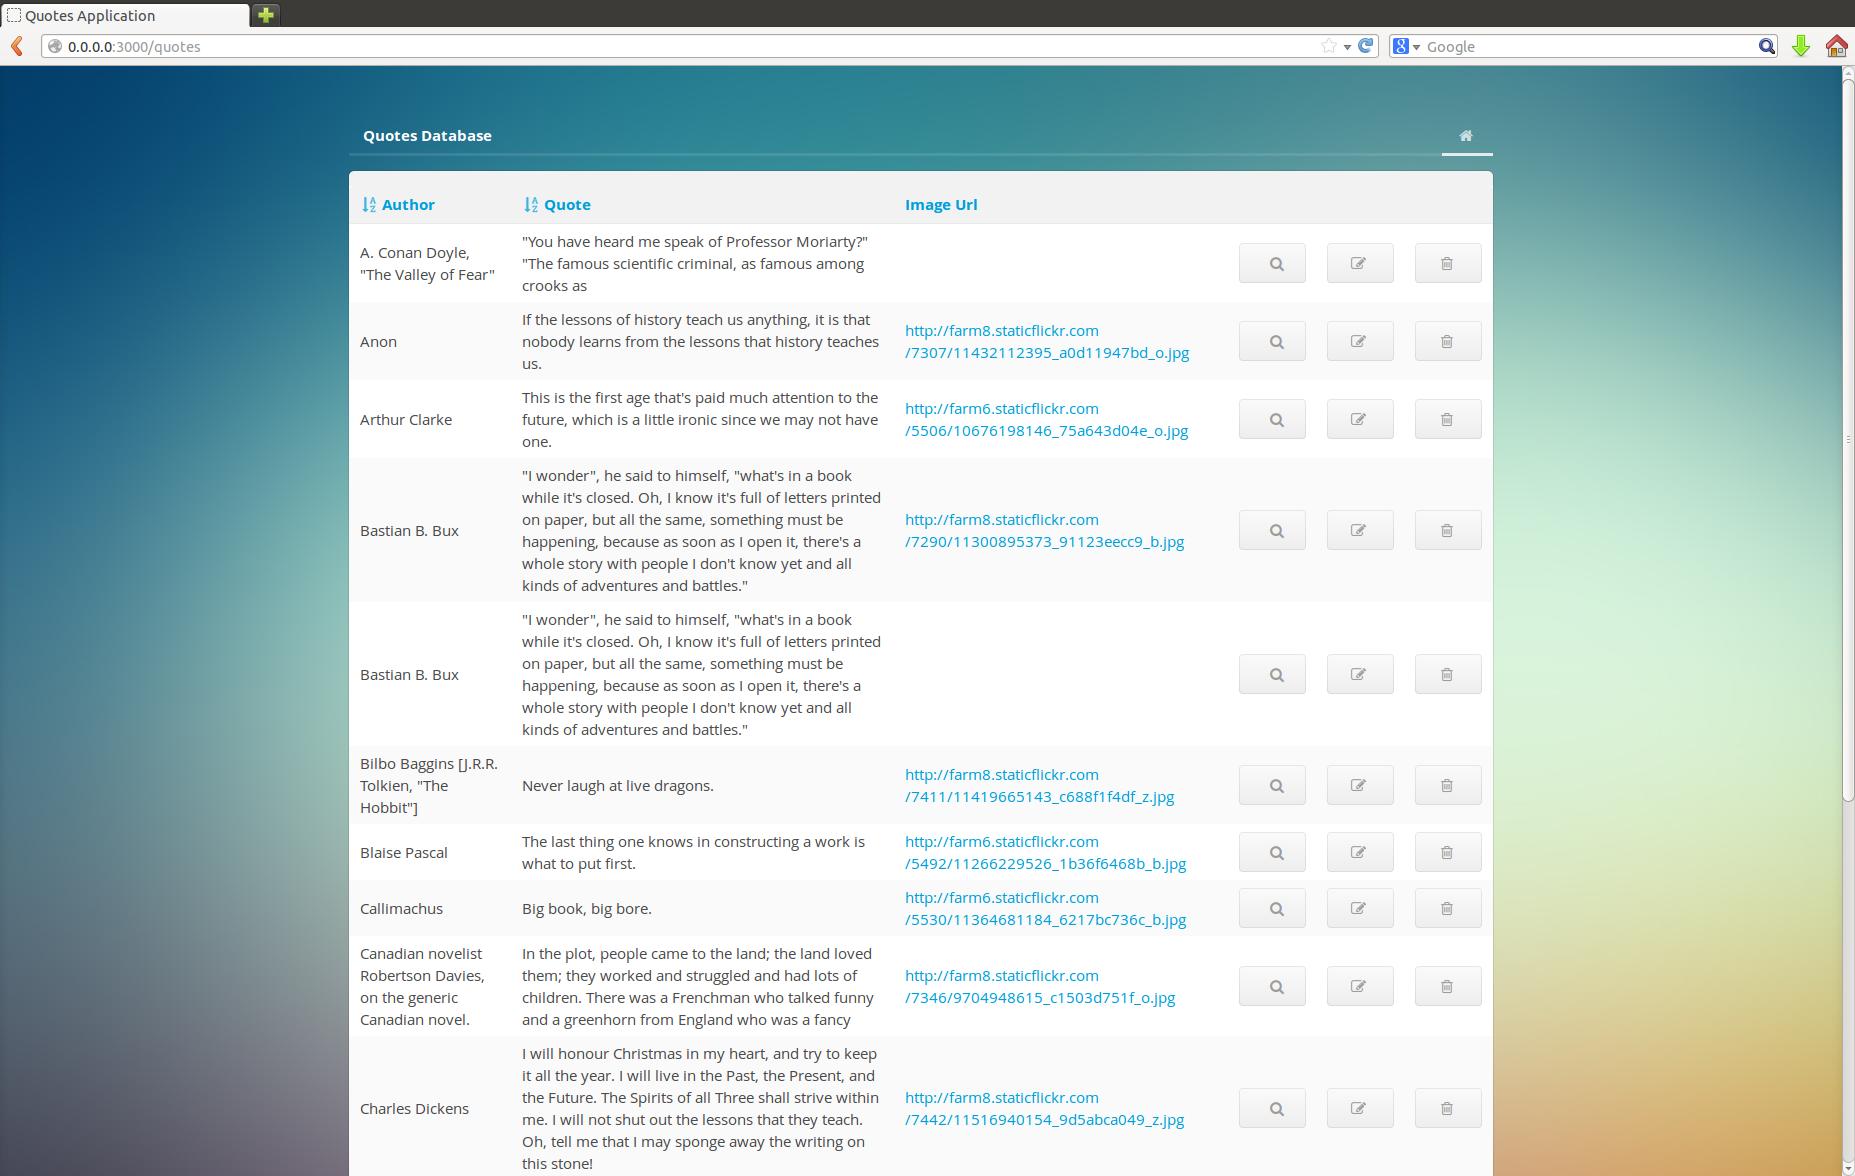 Quotes Application
0.0.0.0:3000/quotes
Google
Quotes Database
Author
Quote
Image Url
A. Conan Doyle,
"The Valley of Fear"
"You have heard me speak of Professor Moriarty?"
"The famous scientific criminal, as famous among
crooks as
Anon
If the lessons of history teach us anything, it is that
nobody learns from the lessons that history teaches
us.
http://farm8.staticflickr.com
/7307/11432112395_a0d11947bd_o.jpg
Arthur Clarke
This is the first age that's paid much attention to the
future, which is a little ironic since we may not have
one.
http://farm6.staticflickr.com
/5506/10676198146_75a643d04e_o.jpg
Bastian B. Bux
"I wonder", he said to himself, "what's in a book
while it's closed. Oh, I know it's full of letters printed
on paper, but all the same, something must be
happening, because as soon as I open it, there's a
whole story with people I don't know yet and all
kinds of adventures and battles."
http://farm8.staticflickr.com
/7290/11300895373_91123eecc9_b.jpg
Bastian B. Bux
"I wonder", he said to himself, "what's in a book
while it's closed. Oh, I know it's full of letters printed
on paper, but all the same, something must be
happening, because as soon as I open it, there's a
whole story with people I don't know yet and all
kinds of adventures and battles."
Bilbo Baggins [J.R.R.
Tolkien, "The
Hobbit"]
Never laugh at live dragons.
http://farm8.staticflickr.com
/7411/11419665143_c688f1f4df_z.jpg
Blaise Pascal
The last thing one knows in constructing a work is
what to put first.
http://farm6.staticflickr.com
/5492/11266229526_1b36f6468b_b.jpg
Callimachus
Big book, big bore.
http://farm6.staticflickr.com
/5530/11364681184_6217bc736c_b.jpg
Canadian novelist
Robertson Davies,
on the generic
Canadian novel.
In the plot, people came to the land; the land loved
them; they worked and struggled and had lots of
children. There was a Frenchman who talked funny
and a greenhorn from England who was a fancy
http://farm8.staticflickr.com
/7346/9704948615_c1503d751f_o.jpg
Charles Dickens
I will honour Christmas in my heart, and try to keep
it all the year. I will live in the Past, the Present, and
the Future. The Spirits of all Three shall strive within
me. I will not shut out the lessons that they teach.
Oh, tell me that I may sponge away the writing on
this stone!
http://farm8.staticflickr.com
/7442/11516940154_9d5abca049_z.jpg